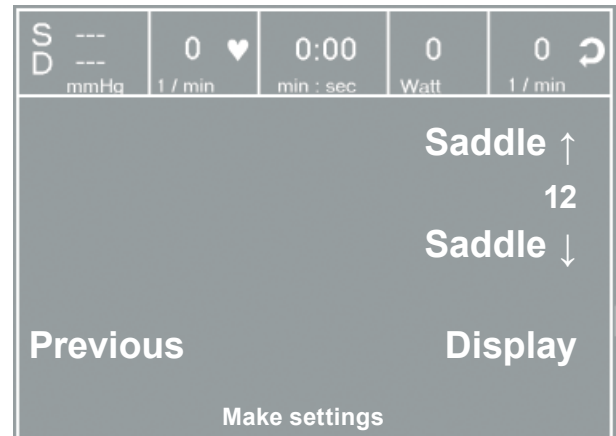 S --- 0 ♥ 0:00 0 0
D --- mmHg 1 / min min : sec Watt 1 / min
Saddle ↑
12
Saddle ↓
Previous Display
Make settings